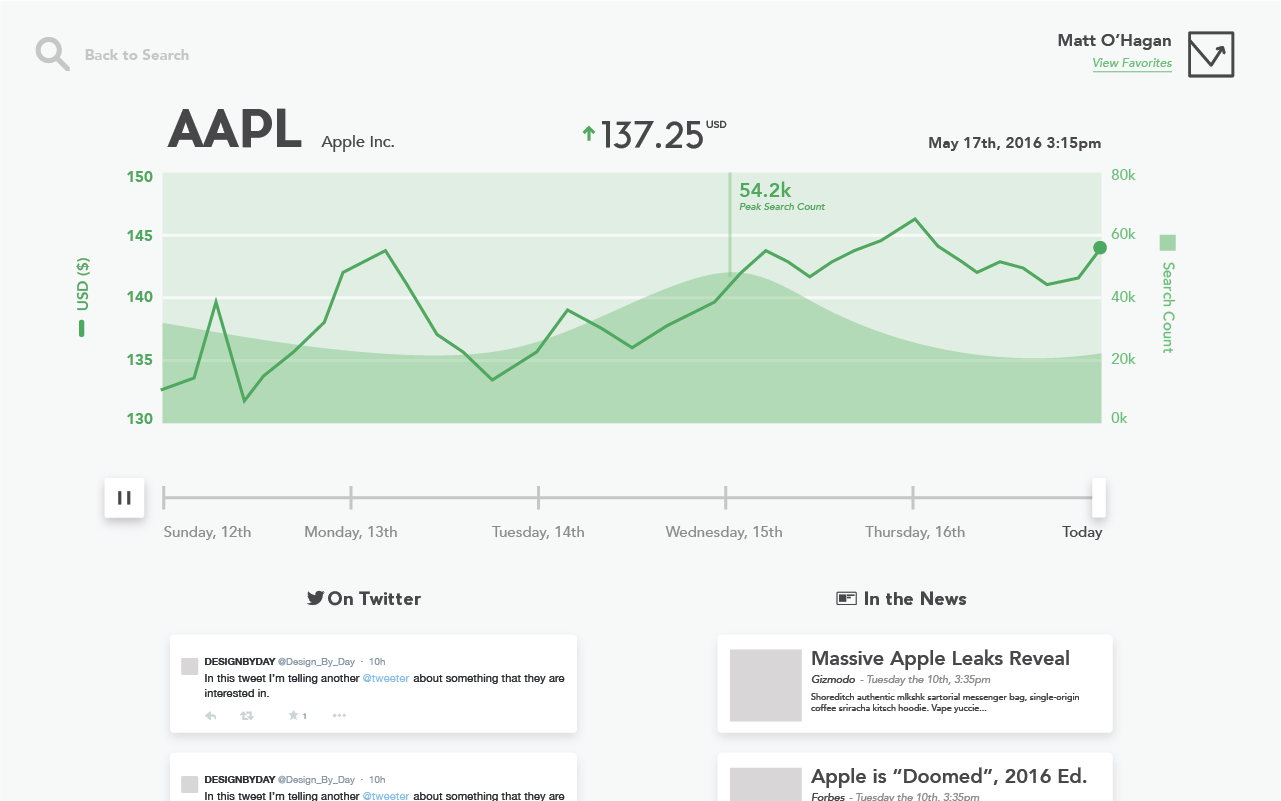 Back to Search
Matt O’Hagan
View Favorites
AAPL Apple Inc.
137.25 USD
May 17th, 2016 3:15pm
150
145
140
135
130
USD ($)
54.2k
Peak Search Count
80k
60k
40k
20k
0k
Search Count
Sunday, 12th
Monday, 13th
Tuesday, 14th
Wednesday, 15th
Thursday, 16th
Today
On Twitter
DESIGNBYDAY @Design_By_Day · 10h
In this tweet I’m telling another @tweeter about something that they are
interested in.
1
DESIGNBYDAY @Design_By_Day · 10h
In this tweet I’m telling another @tweeter about something that they are
In the News
Massive Apple Leaks Reveal
Gizmodo - Tuesday the 10th, 3:35pm
Shoreditch authentic mlkshk sartorial messenger bag, single-origin
coffee sriracha kitsch hoodie. Vape yuccie...
Apple is “Doomed”, 2016 Ed.
Forbes - Tuesday the 10th, 3:35pm